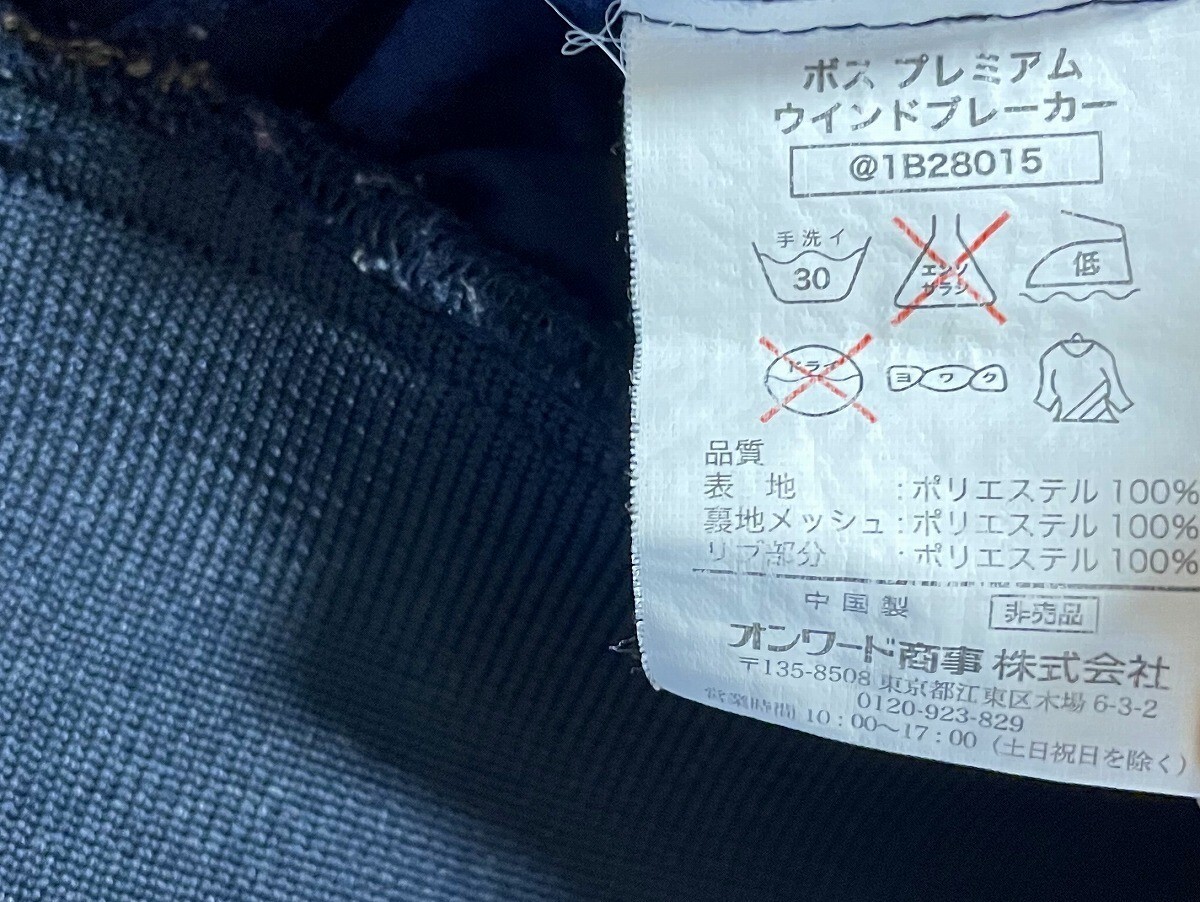 ボス プレミアム
ウインドブレーカー
@1B28015
手洗イ
30
エンソ
サラシ
低
ドライ
ヨワク
品質
表 地 : ポリエステル 100%
裏地メッシュ : ポリエステル 100%
リブ部分 : ポリエステル 100%
中国製 非売品
オンワード商事 株式会社
〒135-8508 東京都江東区木場 6-3-2
0120-923-829
営業時間 10：00～17：00（土日祝日を除く）